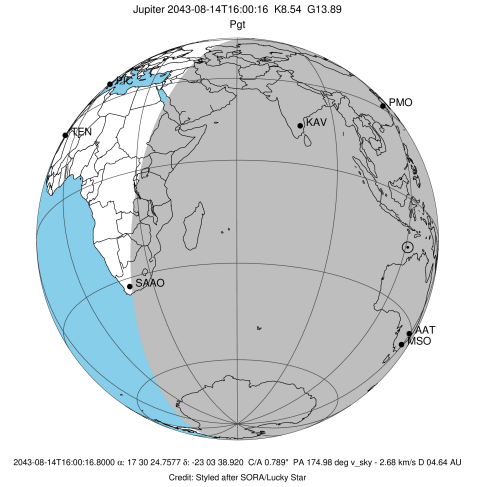 Jupiter 2043-08-14T16:00:16 K8.54 G13.89
Pgt
PIC
TEN
KAV
PMO
SAAO
AAT
MSO
2043-08-14T16:00:16.8000 α: 17 30 24.7577 δ: -23 03 38.920 C/A 0.789" PA 174.98 deg v_sky - 2.68 km/s D 04.64 AU
Credit: Styled after SORA/Lucky Star